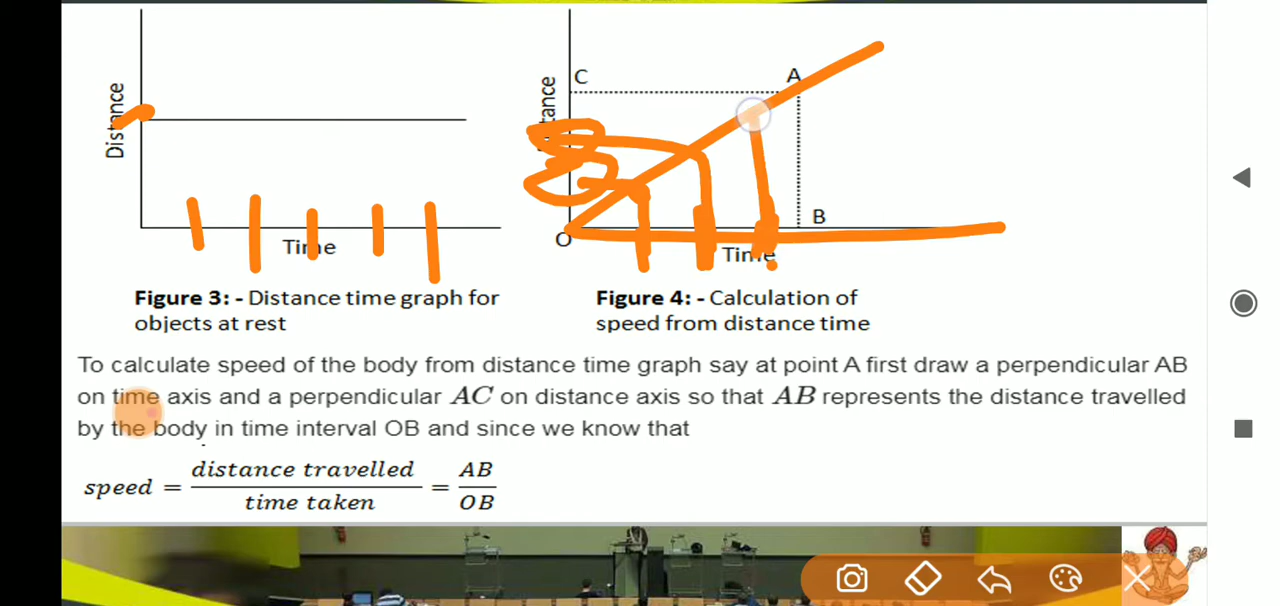 Distance
Time
Figure 3: - Distance time graph for
objects at rest
C
A
O
B
Time
Figure 4: - Calculation of
speed from distance time
To calculate speed of the body from distance time graph say at point A first draw a perpendicular AB
on time axis and a perpendicular AC on distance axis so that AB represents the distance travelled
by the body in time interval OB and since we know that
speed = distance travelled / time taken = AB / OB